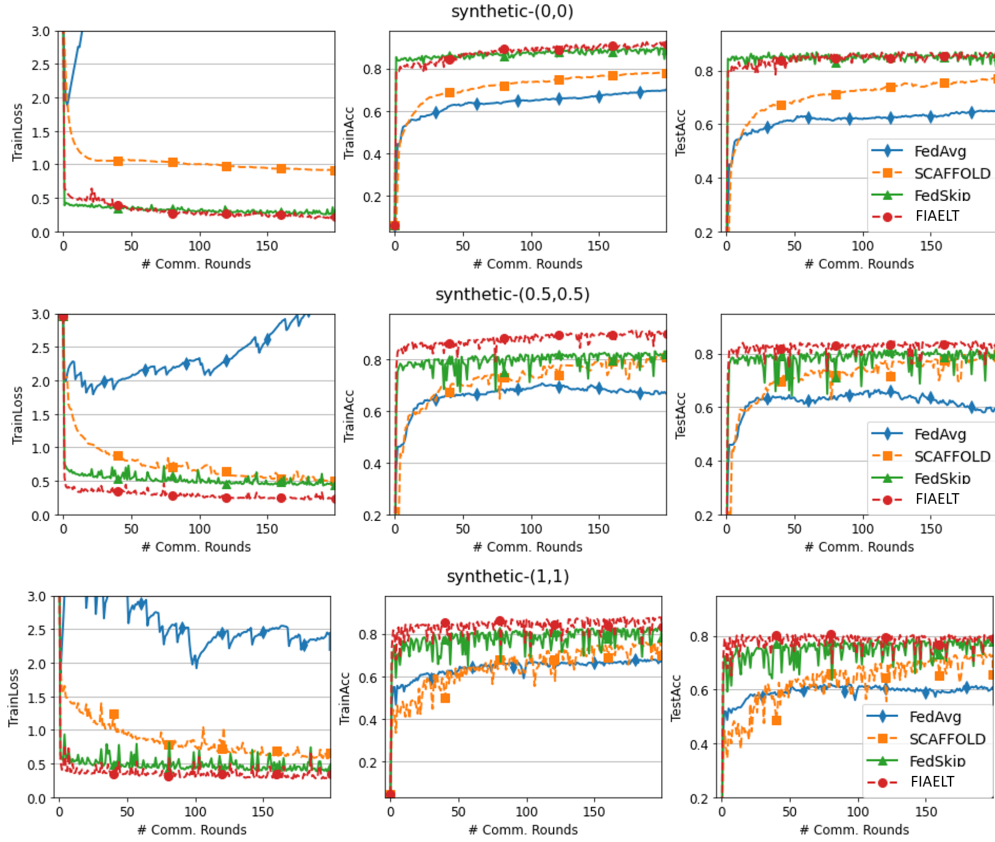 synthetic-(0,0)
3.0
2.5
2.0
1.5
1.0
0.5
0.0
TrainLoss
0 50 100 150
# Comm. Rounds
0.8
0.6
0.4
0.2
TrainAcc
0 50 100 150
# Comm. Rounds
0.8
0.6
0.4
0.2
TestAcc
0 50 100 150
# Comm. Rounds
FedAvg
SCAFFOLD
FedSkip
FIAELT
synthetic-(0.5,0.5)
3.0
2.5
2.0
1.5
1.0
0.5
0.0
TrainLoss
0 50 100 150
# Comm. Rounds
0.8
0.6
0.4
0.2
TrainAcc
0 50 100 150
# Comm. Rounds
0.8
0.6
0.4
0.2
TestAcc
0 50 100 150
# Comm. Rounds
FedAvg
SCAFFOLD
FedSkip
FIAELT
synthetic-(1,1)
3.0
2.5
2.0
1.5
1.0
0.5
0.0
TrainLoss
0 50 100 150
# Comm. Rounds
0.8
0.6
0.4
0.2
TrainAcc
0 50 100 150
# Comm. Rounds
0.8
0.6
0.4
0.2
TestAcc
0 50 100 150
# Comm. Rounds
FedAvg
SCAFFOLD
FedSkip
FIAELT